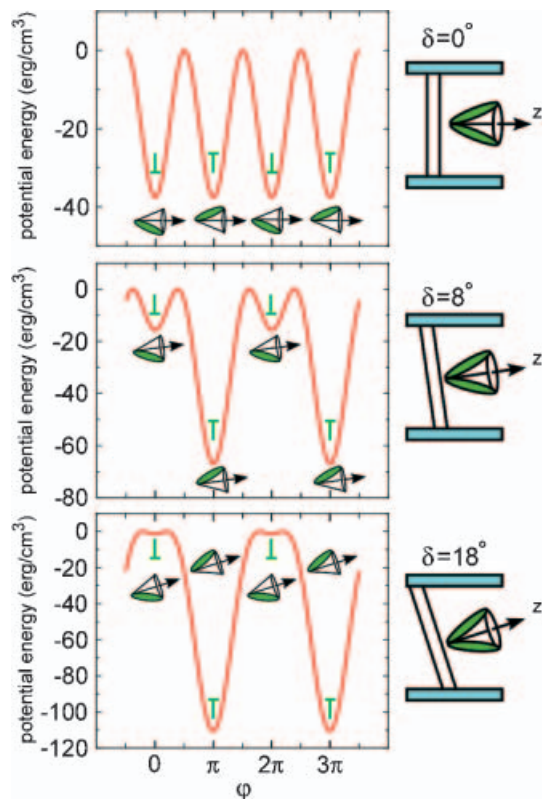 potential energy (erg/cm³)
0
-20
-40
⊥ T ⊥ T
δ=0°
z
potential energy (erg/cm³)
0
-20
-40
-60
-80
⊥ ⊥
T T
δ=8°
z
potential energy (erg/cm³)
0
-20
-40
-60
-80
-100
-120
⊥ ⊥
T T
δ=18°
z
0 π 2π 3π
φ